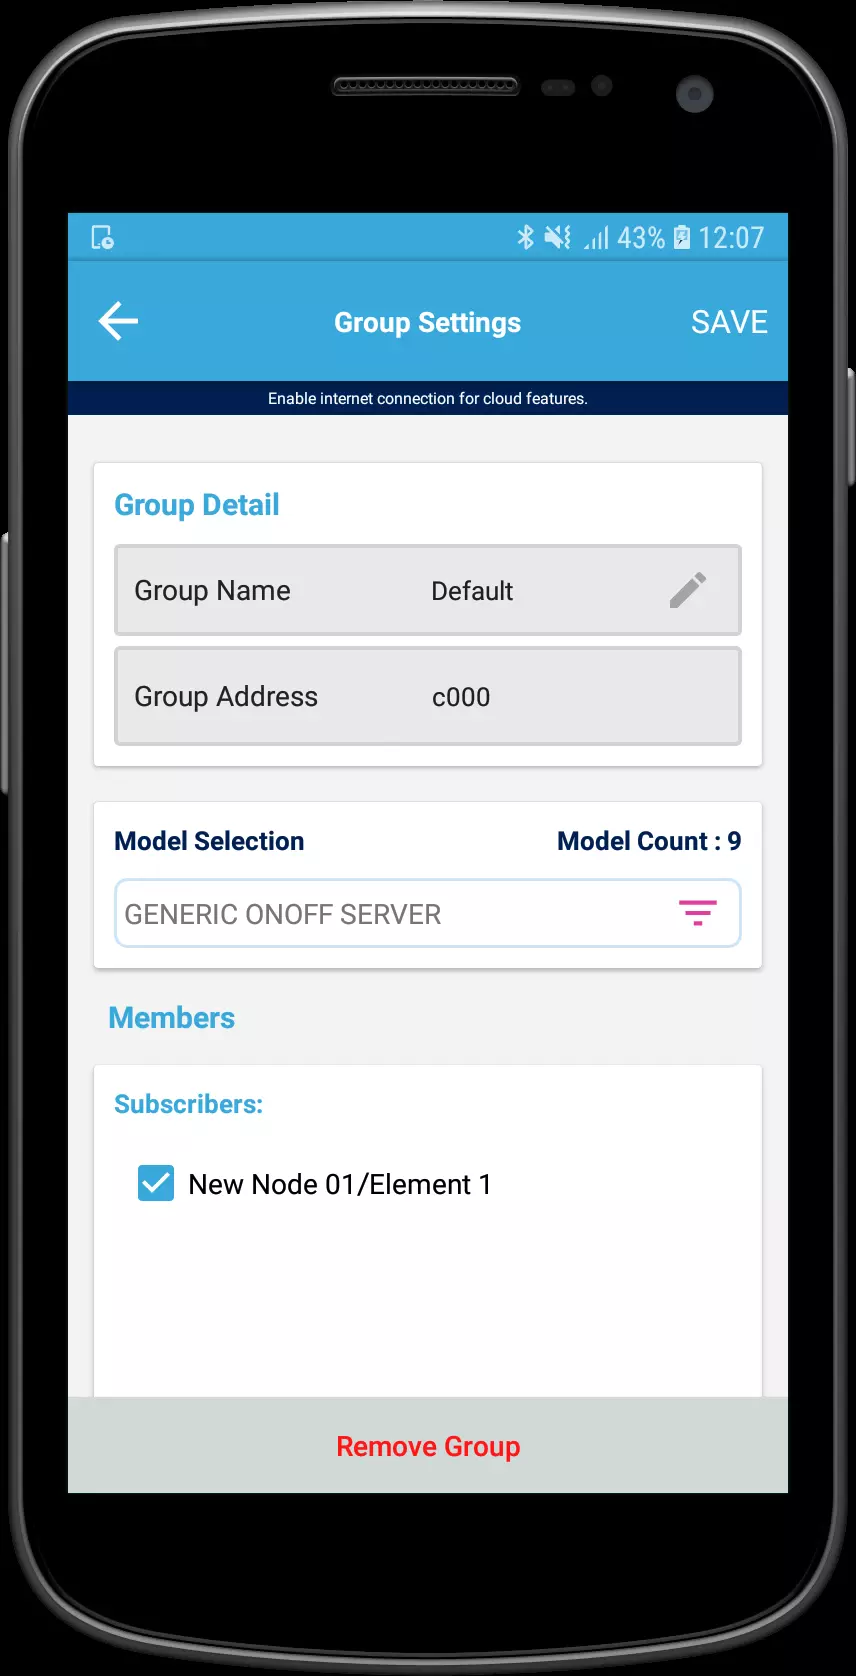 43% 12:07
Group Settings SAVE
Enable internet connection for cloud features.
Group Detail
Group Name Default
Group Address c000
Model Selection Model Count : 9
GENERIC ONOFF SERVER
Members
Subscribers:
New Node 01/Element 1
Remove Group